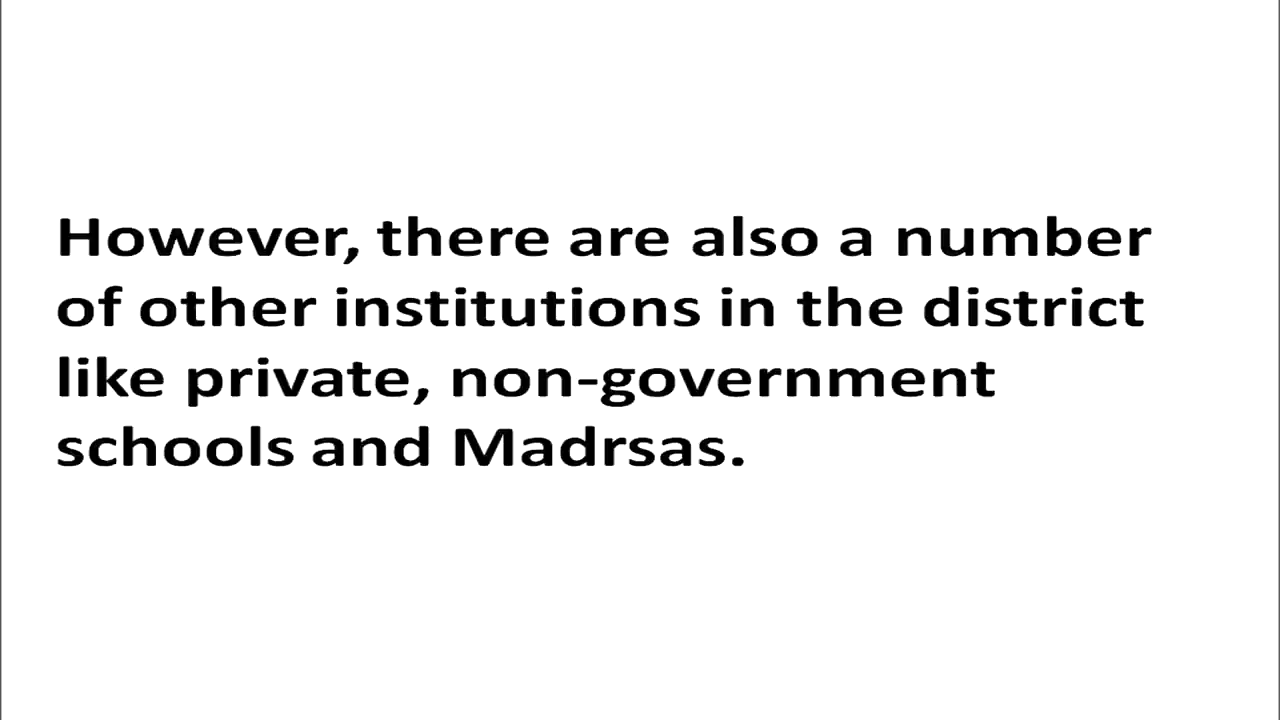 However, there are also a number
of other institutions in the district
like private, non-government
schools and Madrsas.